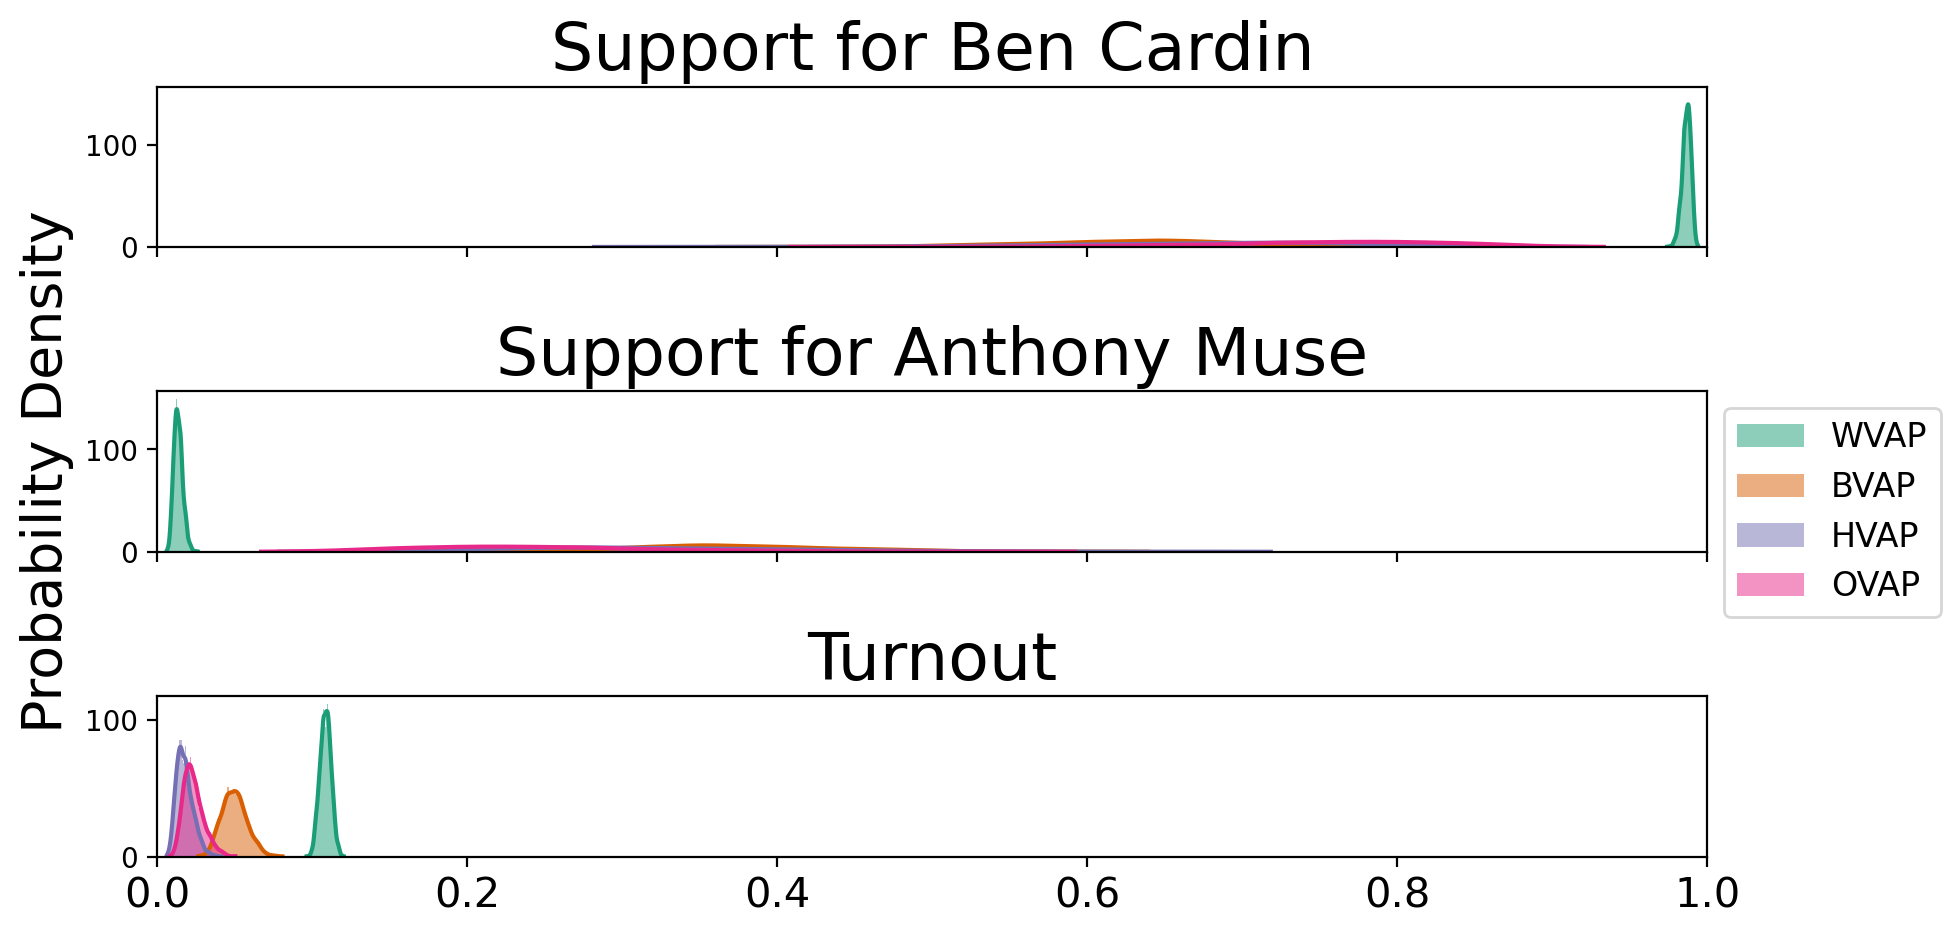 Support for Ben Cardin
100
0
Support for Anthony Muse
100
0
Probability Density
WVAP
BVAP
HVAP
OVAP
Turnout
100
0
0.0 0.2 0.4 0.6 0.8 1.0